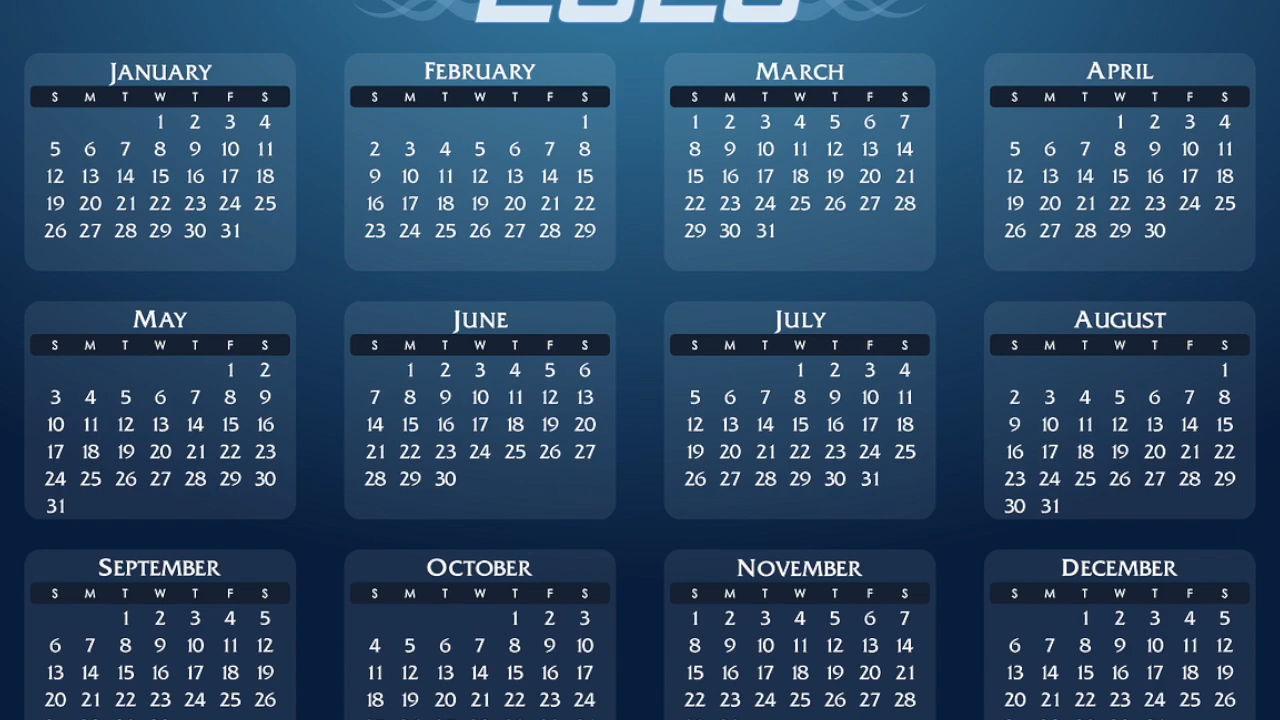 2020
January
S M T W T F S
1 2 3 4
5 6 7 8 9 10 11
12 13 14 15 16 17 18
19 20 21 22 23 24 25
26 27 28 29 30 31
February
S M T W T F S
1
2 3 4 5 6 7 8
9 10 11 12 13 14 15
16 17 18 19 20 21 22
23 24 25 26 27 28 29
March
S M T W T F S
1 2 3 4 5 6 7
8 9 10 11 12 13 14
15 16 17 18 19 20 21
22 23 24 25 26 27 28
29 30 31
April
S M T W T F S
1 2 3 4
5 6 7 8 9 10 11
12 13 14 15 16 17 18
19 20 21 22 23 24 25
26 27 28 29 30
May
S M T W T F S
1 2
3 4 5 6 7 8 9
10 11 12 13 14 15 16
17 18 19 20 21 22 23
24 25 26 27 28 29 30
31
June
S M T W T F S
1 2 3 4 5 6
7 8 9 10 11 12 13
14 15 16 17 18 19 20
21 22 23 24 25 26 27
28 29 30
July
S M T W T F S
1 2 3 4
5 6 7 8 9 10 11
12 13 14 15 16 17 18
19 20 21 22 23 24 25
26 27 28 29 30 31
August
S M T W T F S
1
2 3 4 5 6 7 8
9 10 11 12 13 14 15
16 17 18 19 20 21 22
23 24 25 26 27 28 29
30 31
September
S M T W T F S
1 2 3 4 5
6 7 8 9 10 11 12
13 14 15 16 17 18 19
20 21 22 23 24 25 26
October
S M T W T F S
1 2 3
4 5 6 7 8 9 10
11 12 13 14 15 16 17
18 19 20 21 22 23 24
November
S M T W T F S
1 2 3 4 5 6 7
8 9 10 11 12 13 14
15 16 17 18 19 20 21
22 23 24 25 26 27 28
December
S M T W T F S
1 2 3 4 5
6 7 8 9 10 11 12
13 14 15 16 17 18 19
20 21 22 23 24 25 26